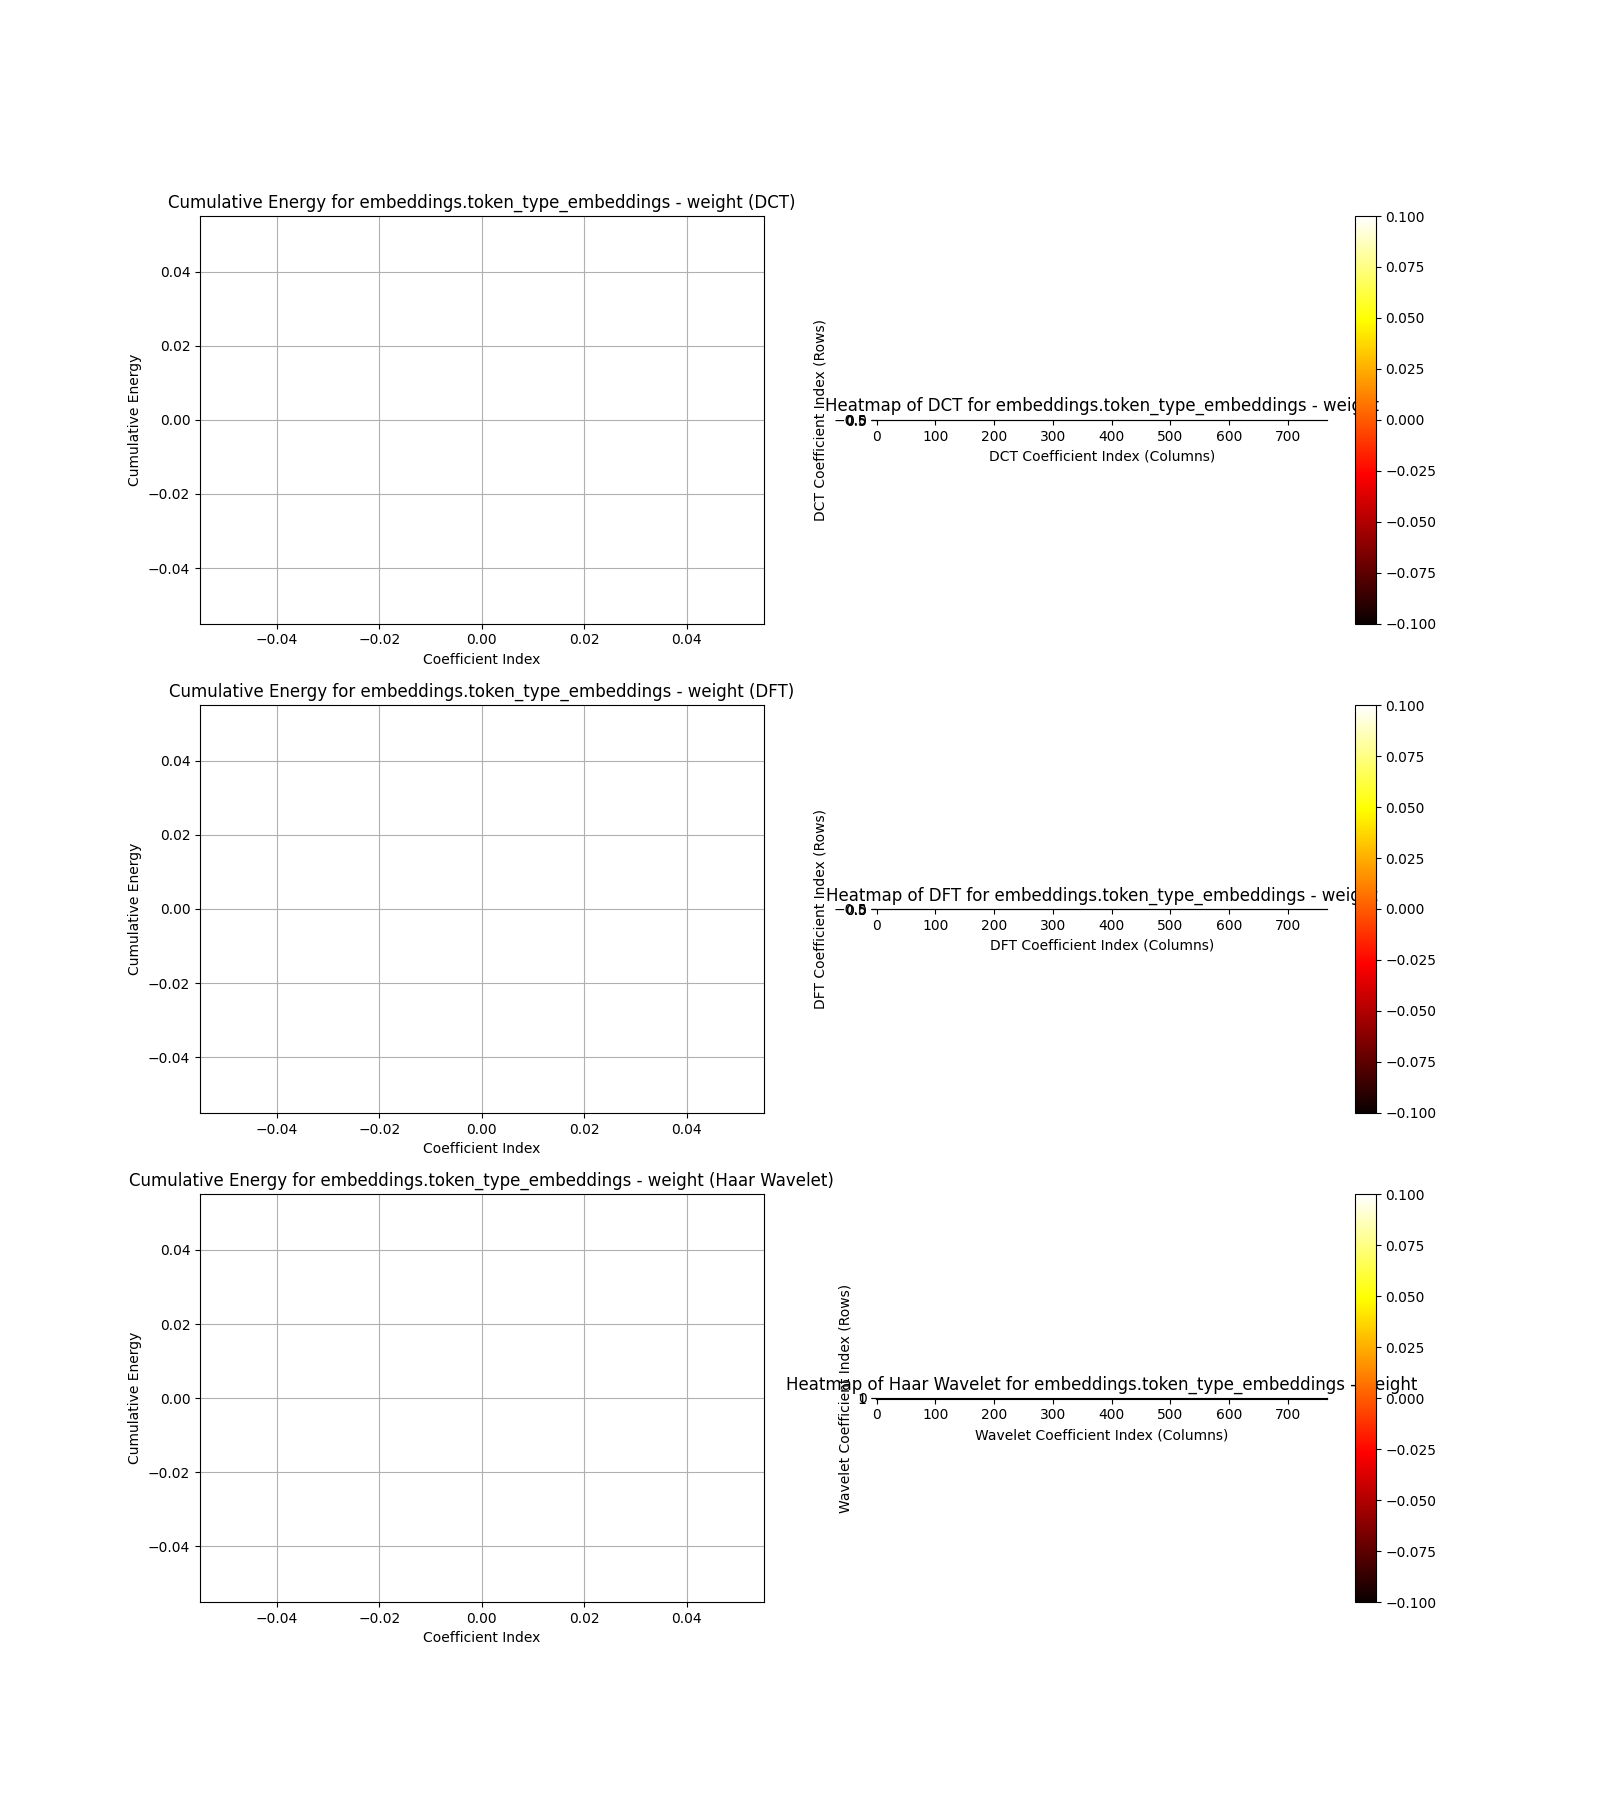 Cumulative Energy for embeddings.token_type_embeddings - weight (DCT)
0.04
0.02
0.00
−0.02
−0.04
Cumulative Energy
−0.04 −0.02 0.00 0.02 0.04
Coefficient Index
Heatmap of DCT for embeddings.token_type_embeddings -
DCT Coefficient Index (Rows)
0 100 200 300 400 500 600 700
DCT Coefficient Index (Columns)
0.100
0.075
0.050
0.025
0.000
−0.025
−0.050
−0.075
−0.100
Cumulative Energy for embeddings.token_type_embeddings - weight (DFT)
0.04
0.02
0.00
−0.02
−0.04
Cumulative Energy
−0.04 −0.02 0.00 0.02 0.04
Coefficient Index
Heatmap of DFT for embeddings.token_type_embeddings -
DFT Coefficient Index (Rows)
0 100 200 300 400 500 600 700
DFT Coefficient Index (Columns)
0.100
0.075
0.050
0.025
0.000
−0.025
−0.050
−0.075
−0.100
Cumulative Energy for embeddings.token_type_embeddings - weight (Haar Wavelet)
0.04
0.02
0.00
−0.02
−0.04
Cumulative Energy
−0.04 −0.02 0.00 0.02 0.04
Coefficient Index
Heatmap of Haar Wavelet for embeddings.token_type_embeddings - weight
Wavelet Coefficient Index (Rows)
0 100 200 300 400 500 600 700
Wavelet Coefficient Index (Columns)
0.100
0.075
0.050
0.025
0.000
−0.025
−0.050
−0.075
−0.100